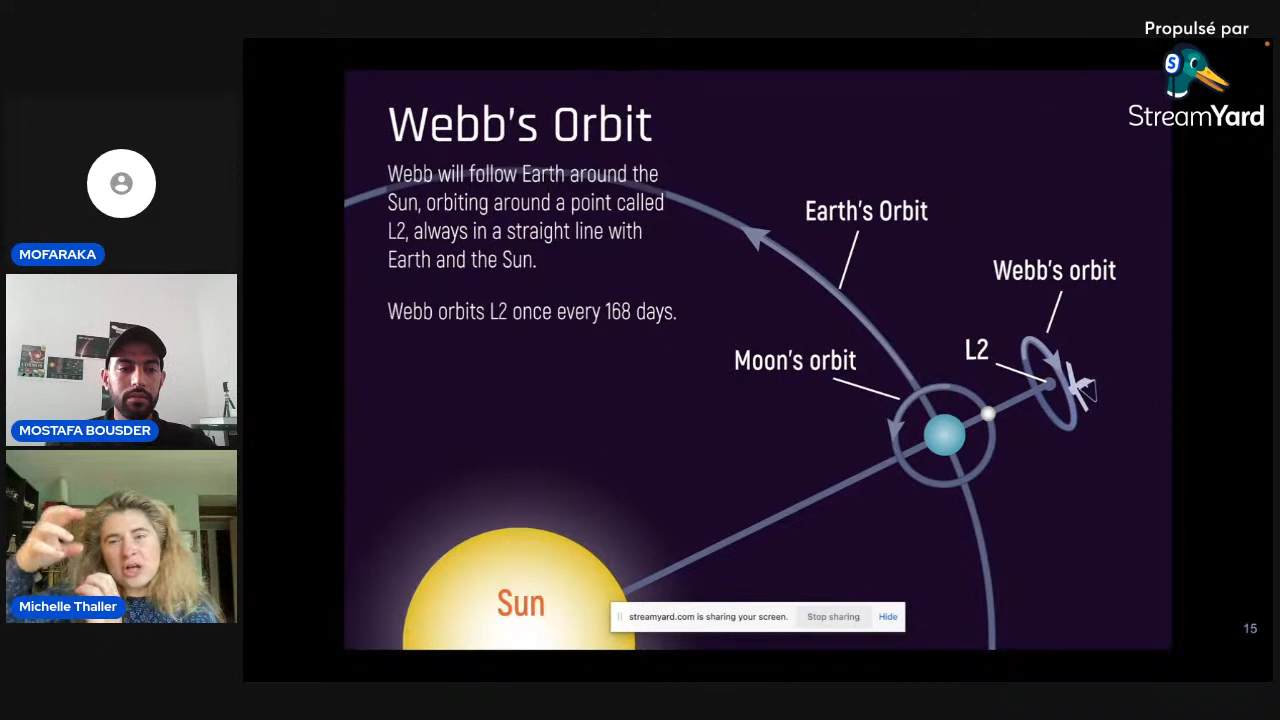 Propulsé par
S
StreamYard
Webb's Orbit
Webb will follow Earth around the
Sun, orbiting around a point called
L2, always in a straight line with
Earth and the Sun.
Webb orbits L2 once every 168 days.
Earth's Orbit
Webb's orbit
L2
Moon's orbit
Sun
streamyard.com is sharing your screen.
Stop sharing
Hide
15
MOFARAKA
MOSTAFA BOUSDER
Michelle Thaller